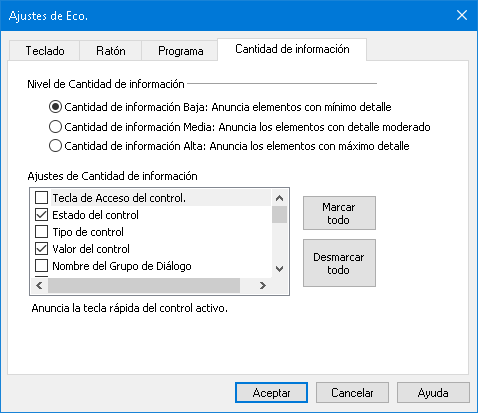 Ajustes de Eco.
Teclado
Ratón
Programa
Cantidad de información
Nivel de Cantidad de información
Cantidad de información Baja: Anuncia elementos con mínimo detalle
Cantidad de información Media: Anuncia los elementos con detalle moderado
Cantidad de información Alta: Anuncia los elementos con máximo detalle
Ajustes de Cantidad de información
Tecla de Acceso del control.
Estado del control
Tipo de control
Valor del control
Nombre del Grupo de Diálogo
Marcar
todo
Desmarcar
todo
Anuncia la tecla rápida del control activo.
Aceptar
Cancelar
Ayuda